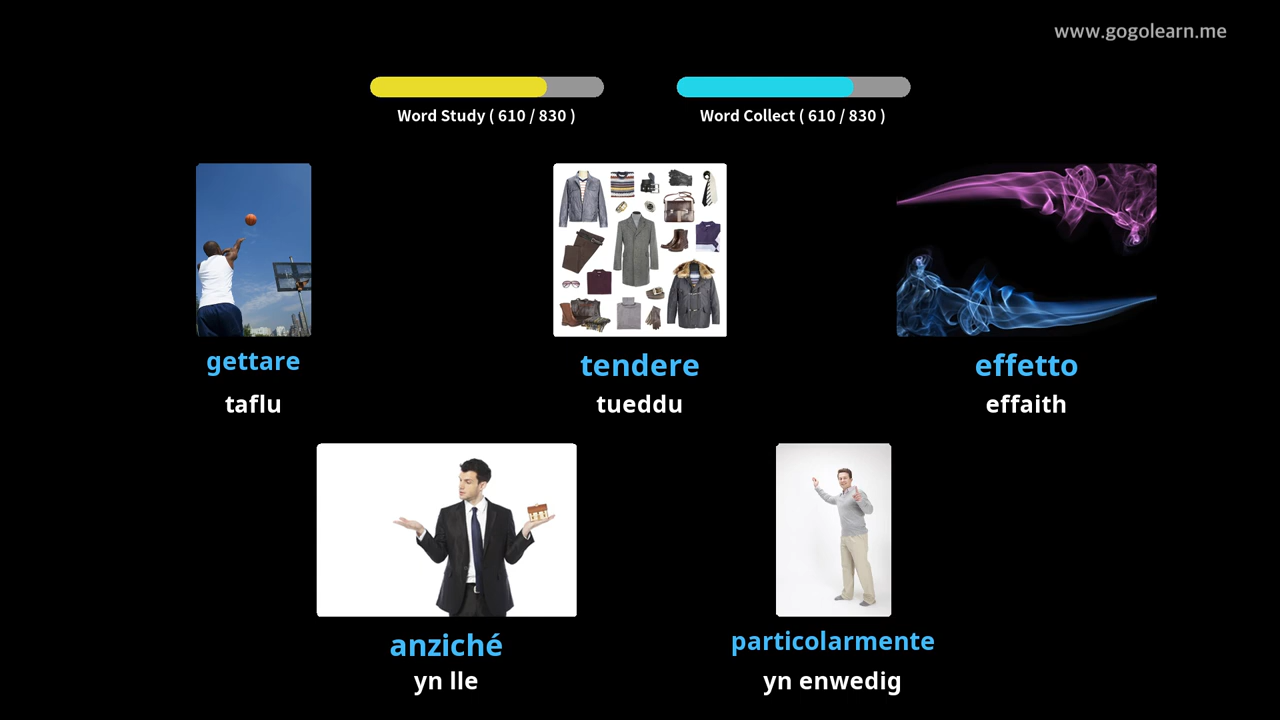 www.gogolearn.me
Word Study ( 610 / 830 )
Word Collect ( 610 / 830 )
gettare
taflu
tendere
tueddu
effetto
effaith
anziché
yn lle
particolarmente
yn enwedig